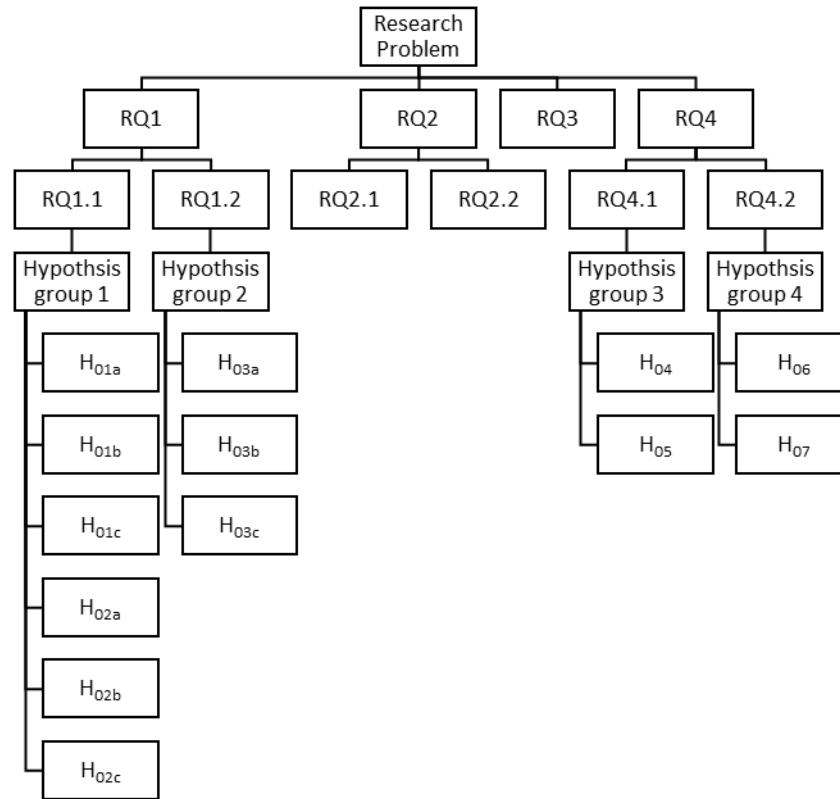 Research
Problem
RQ1
RQ2
RQ3
RQ4
RQ1.1
RQ1.2
RQ2.1
RQ2.2
RQ4.1
RQ4.2
Hypothsis
group 1
Hypothsis
group 2
Hypothsis
group 3
Hypothsis
group 4
H01a
H03a
H04
H06
H01b
H03b
H05
H07
H01c
H03c
H02a
H02b
H02c